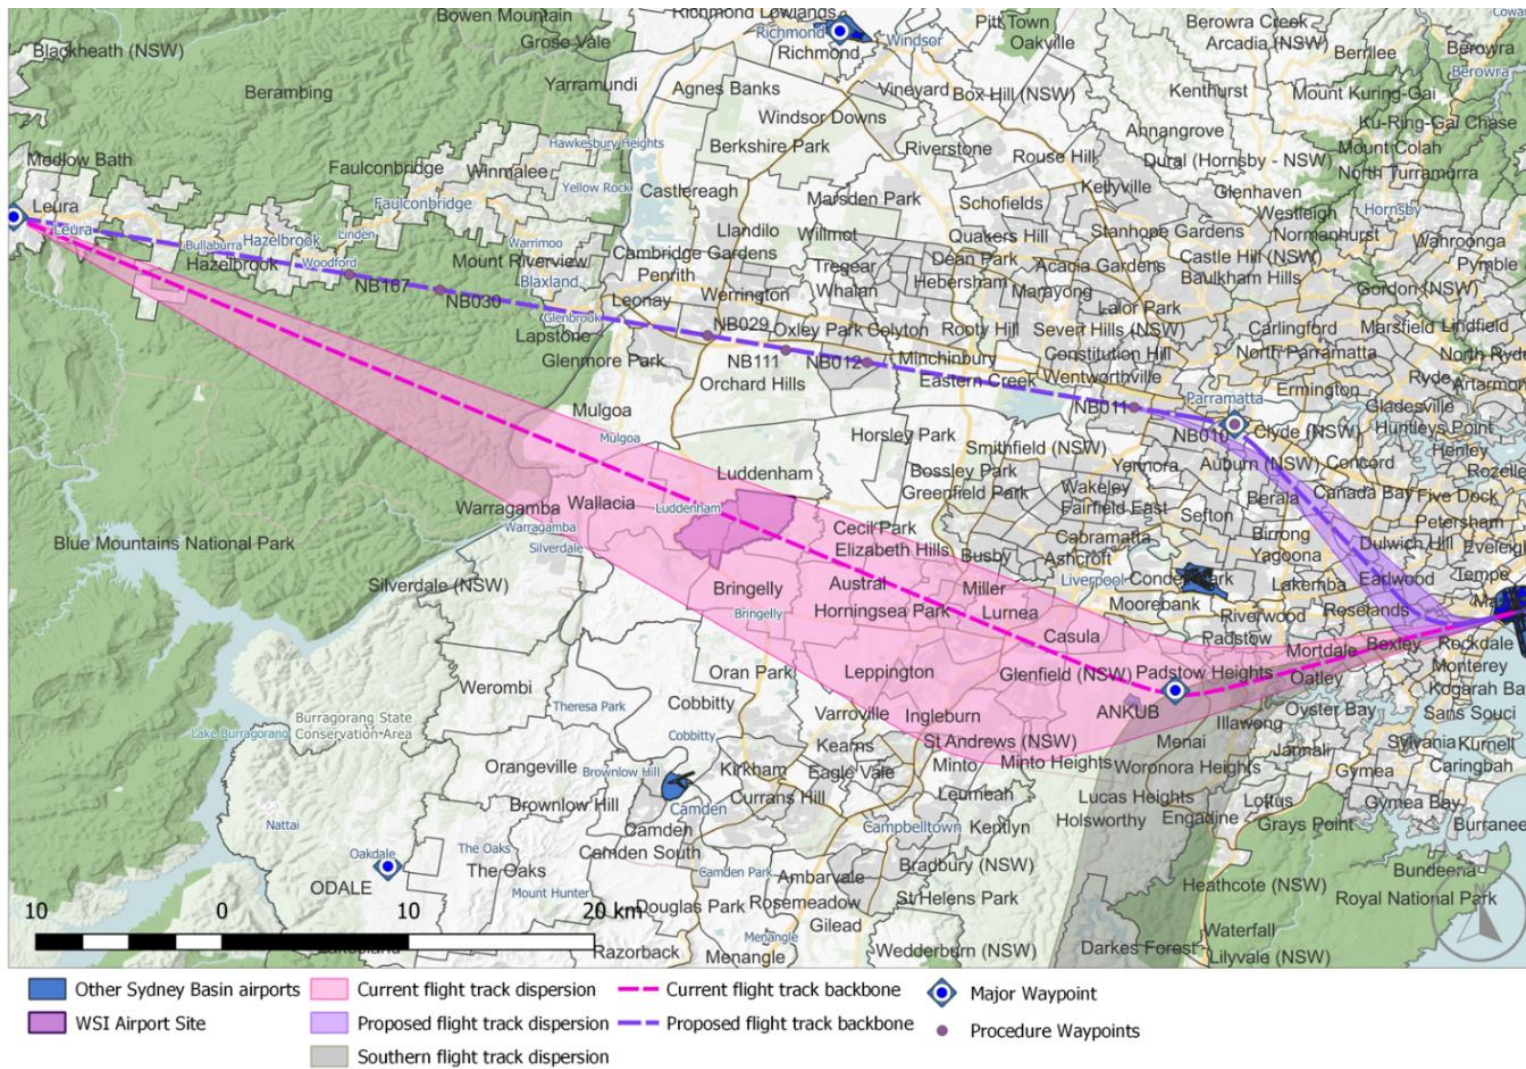 Bowen Mountain
Richmond Lowlands
Pitt Town
Berowra Creek
Blackheath (NSW)
Grose Vale
Richmond
Windsor
Oakville
Arcadia (NSW)
Berrilee
Berowra
Richmond
Berowra
Berambing
Yarramundi
Agnes Banks
Vineyard
Box Hill (NSW)
Kenthurst
Mount Kuring-Gai
Windsor Downs
Annangrove
Ku-Ring-Gai Chase
Hawkesbury Heights
Berkshire Park
Riverstone
Rouse Hill
Dural (Hornsby - NSW)
Mount Colah
Medlow Bath
Faulconbridge
Winmalee
North Turramurra
Yellow Rock
Castlereagh
Marsden Park
Schofields
Kellyville
Glenhaven
Leura
Faulconbridge
Westleigh
Hornsby
Leura
Bullaburra
Hazelbrook
Linden
Warrimoo
Llandilo
Willmot
Quakers Hill
Stanhope Gardens
Normanhurst
Wahroonga
Hazelbrook
Woodford
Mount Riverview
Cambridge Gardens
Dean Park
Acacia Gardens
Castle Hill (NSW)
Pymble
NB167
Blaxland
Penrith
Tregear
Hebersham
Baulkham Hills
NB030
Leonay
Werrington
Whalan
Marayong
Lalor Park
Gordon (NSW)
Glenbrook
NB029
Oxley Park
Colyton
Rooty Hill
Seven Hills (NSW)
Carlingford
Marsfield
Lindfield
Lapstone
Glenmore Park
NB111
NB012
Minchinbury
Constitution Hill
North Parramatta
North Ryde
Orchard Hills
Eastern Creek
Wentworthville
Ermington
Ryde
Artarmon
Mulgoa
NB011
Parramatta
Gladesville
Mulgoa
Horsley Park
Smithfield (NSW)
NB010
Clyde (NSW)
Huntleys Point
Henley
Luddenham
Bossley Park
Yennora
Auburn (NSW)
Concord
Rozelle
Warragamba
Wallacia
Luddenham
Greenfield Park
Wakeley
Fairfield East
Berala
Canada Bay
Five Dock
Warragamba
Silverdale
Cecil Park
Cabramatta
Sefton
Birrong
Petersham
Blue Mountains National Park
Elizabeth Hills
Busby
Ashcroft
Yagoona
Dulwich Hill
Eveleigh
Silverdale (NSW)
Bringelly
Austral
Miller
Liverpool
Condell Park
Lakemba
Earlwood
Tempe
Bringelly
Horningsea Park
Lurnea
Moorebank
Riverwood
Roselands
Casula
Padstow
Mortdale
Bexley
Rockdale
Oran Park
Leppington
Glenfield (NSW)
Padstow Heights
Oatley
Monterey
Werombi
Theresa Park
Cobbitty
Varroville
Ingleburn
ANKUB
Illawong
Oyster Bay
Kogarah Bay
Sans Souci
Burragorang State
Conservation Area
Lake Burragorang
Cobbitty
Kearns
St Andrews (NSW)
Menai
Jannali
Sylvania
Kurnell
Orangeville
Brownlow Hill
Kirkham
Eagle Vale
Minto
Minto Heights
Woronora Heights
Gymea
Caringbah
Brownlow Hill
Camden
Currans Hill
Leumeah
Lucas Heights
Loftus
Gymea Bay
Nattai
Camden
Campbelltown
Kentlyn
Holsworthy
Engadine
Grays Point
Burraneer
Oakdale
The Oaks
Camden South
The Oaks
Camden Park
Ambarvale
Bradbury (NSW)
Bundeena
ODALE
Mount Hunter
Heathcote (NSW)
Royal National Park
10 0 10 20 km
Douglas Park
Rosemeadow
St Helens Park
Gilead
Waterfall
Razorback
Menangle
Menangle
Wedderburn (NSW)
Darkes Forest
Lilyvale (NSW)
Other Sydney Basin airports
Current flight track dispersion
Current flight track backbone
Major Waypoint
WSI Airport Site
Proposed flight track dispersion
Proposed flight track backbone
Procedure Waypoints
Southern flight track dispersion